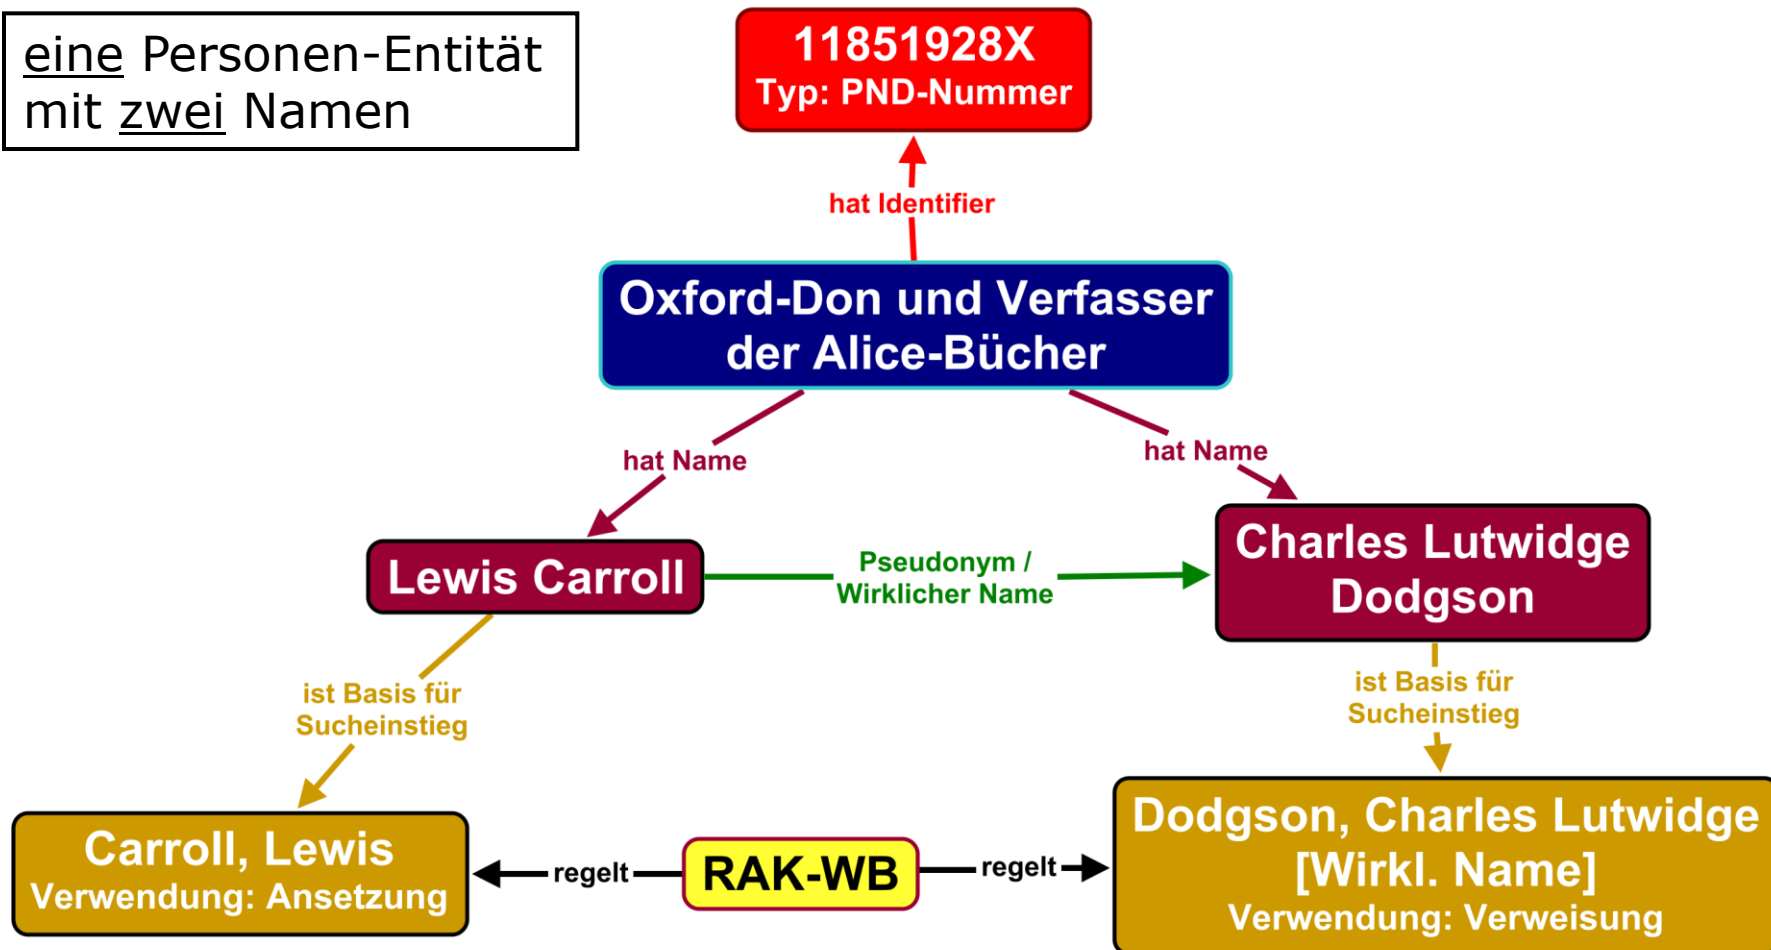 eine Personen-Entität
mit zwei Namen
11851928X
Typ: PND-Nummer
hat Identifier
Oxford-Don und Verfasser
der Alice-Bücher
hat Name
hat Name
Lewis Carroll
Pseudonym /
Wirklicher Name
Charles Lutwidge
Dodgson
ist Basis für
Sucheinstieg
ist Basis für
Sucheinstieg
Carroll, Lewis
Verwendung: Ansetzung
regelt
RAK-WB
regelt
Dodgson, Charles Lutwidge
[Wirkl. Name]
Verwendung: Verweisung